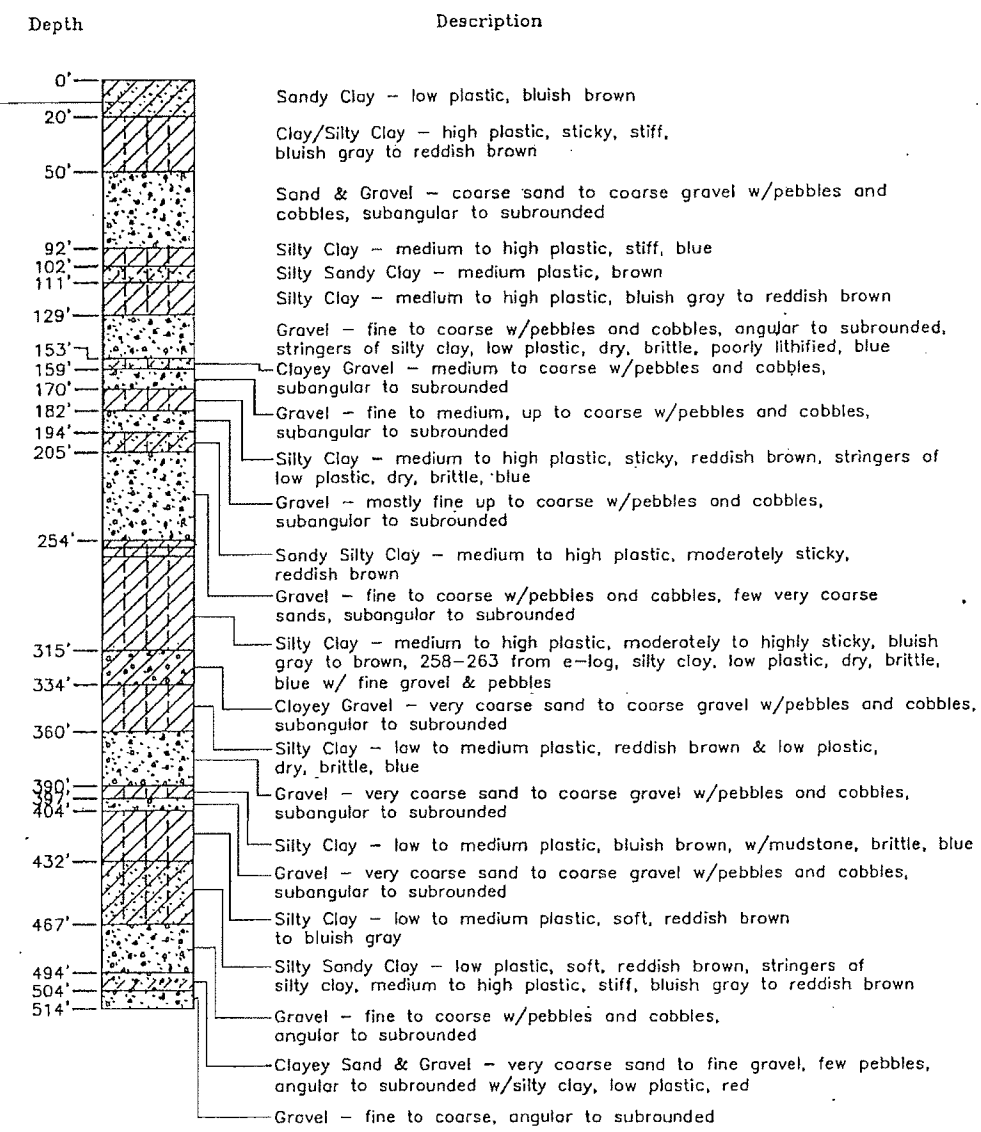 Depth Description
0'
Sandy Clay – low plastic, bluish brown
20'
Clay/Silty Clay – high plastic, sticky, stiff,
bluish gray to reddish brown
50'
Sand & Gravel – coarse sand to coarse gravel w/pebbles and
cobbles, subangular to subrounded
92'
Silty Clay – medium to high plastic, stiff, blue
102'
Silty Sandy Clay – medium plastic, brown
111'
Silty Clay – medium to high plastic, bluish gray to reddish brown
129'
Gravel – fine to coarse w/pebbles and cobbles, angular to subrounded,
stringers of silty clay, low plastic, dry, brittle, poorly lithified, blue
153'
159'
Clayey Gravel – medium to coarse w/pebbles and cobbles,
subangular to subrounded
170'
182'
Gravel – fine to medium, up to coarse w/pebbles and cobbles,
subangular to subrounded
194'
205'
Silty Clay – medium to high plastic, sticky, reddish brown, stringers of
low plastic, dry, brittle, blue
Gravel – mostly fine up to coarse w/pebbles and cobbles,
subangular to subrounded
254'
Sandy Silty Clay – medium to high plastic, moderately sticky,
reddish brown
Gravel – fine to coarse w/pebbles and cobbles, few very coarse
sands, subangular to subrounded
Silty Clay – medium to high plastic, moderately to highly sticky, bluish
gray to brown, 258–263 from e–log, silty clay, low plastic, dry, brittle,
blue w/ fine gravel & pebbles
315'
334'
Clayey Gravel – very coarse sand to coarse gravel w/pebbles and cobbles,
subangular to subrounded
360'
Silty Clay – low to medium plastic, reddish brown & low plastic,
dry, brittle, blue
390'
397'
404'
Gravel – very coarse sand to coarse gravel w/pebbles and cobbles,
subangular to subrounded
Silty Clay – low to medium plastic, bluish brown, w/mudstone, brittle, blue
432'
Gravel – very coarse sand to coarse gravel w/pebbles and cobbles,
subangular to subrounded
467'
Silty Clay – low to medium plastic, soft, reddish brown
to bluish gray
494'
Silty Sandy Clay – low plastic, soft, reddish brown, stringers of
silty clay, medium to high plastic, stiff, bluish gray to reddish brown
504'
514'
Gravel – fine to coarse w/pebbles and cobbles,
angular to subrounded
Clayey Sand & Gravel – very coarse sand to fine gravel, few pebbles,
angular to subrounded w/silty clay, low plastic, red
Gravel – fine to coarse, angular to subrounded